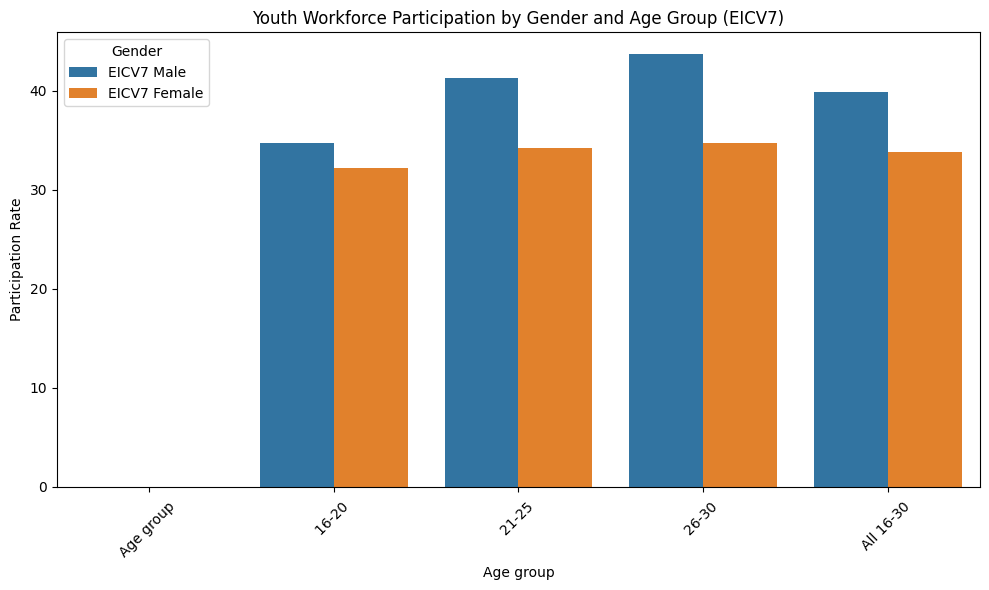 Youth Workforce Participation by Gender and Age Group (EICV7)
Gender
EICV7 Male
EICV7 Female
Participation Rate
40
30
20
10
0
Age group
16-20
21-25
26-30
All 16-30
Age group